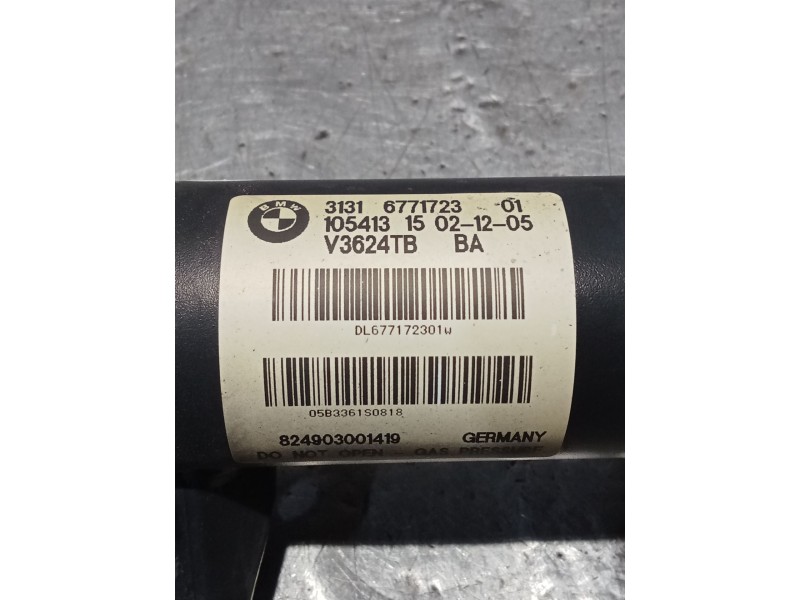 BMW
3131 6771723 01
105413 15 02-12-05
V3624TB BA
DL677172301W
05B3361S0818
824903001419 GERMANY
DO NOT OPEN - GAS PRESSURE